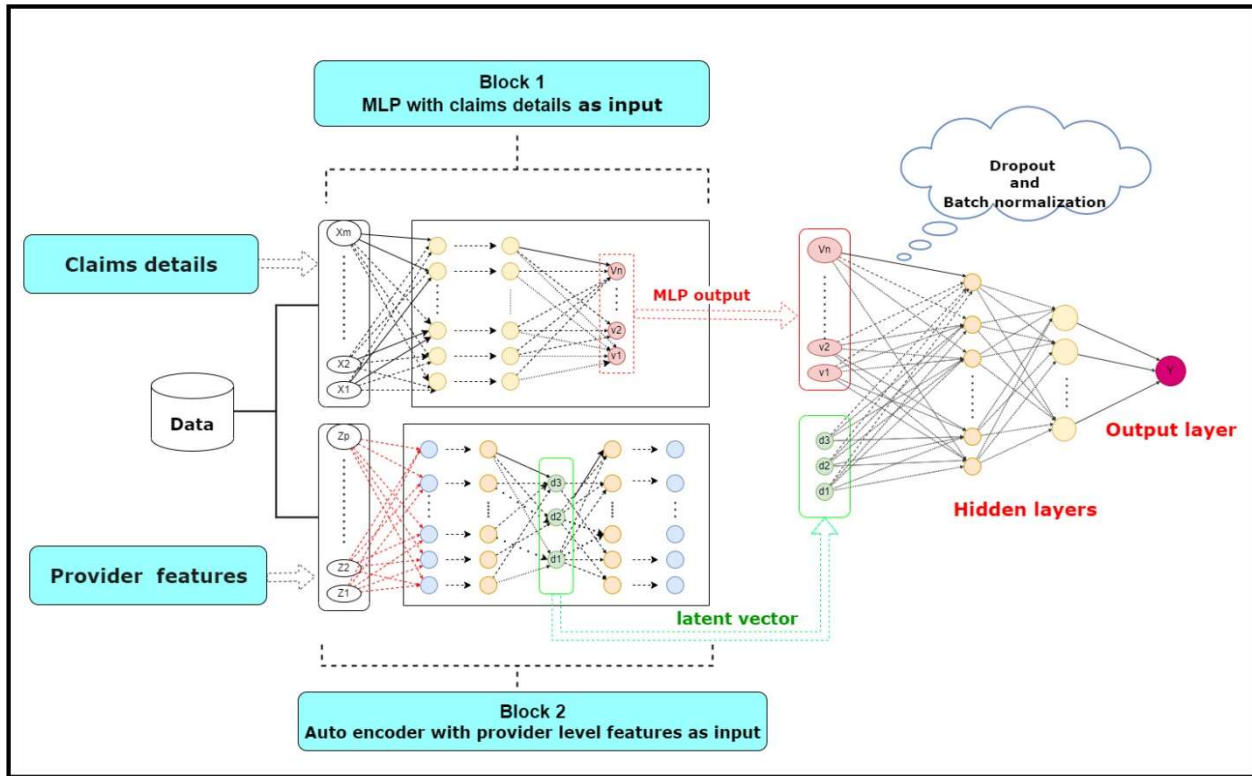 Block 1
MLP with claims details as input
Dropout
and
Batch normalization
Claims details
Xm
X2
X1
Vn
v2
v1
MLP output
Vn
v2
v1
Y
Output layer
Hidden layers
Data
Provider features
Zp
Z2
Z1
d3
d2
d1
d3
d2
d1
latent vector
Block 2
Auto encoder with provider level features as input